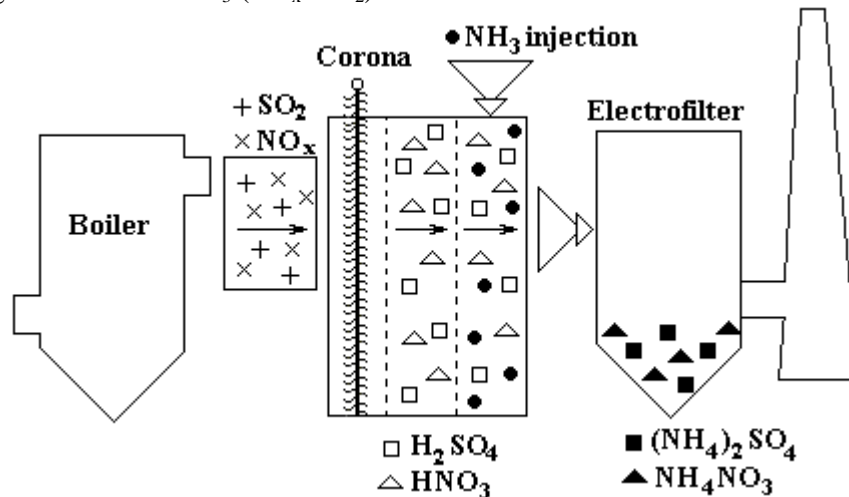 NH₃ injection
Corona
+ SO₂
× NOₓ
Electrofilter
Boiler
H₂SO₄
HNO₃
(NH₄)₂SO₄
NH₄NO₃